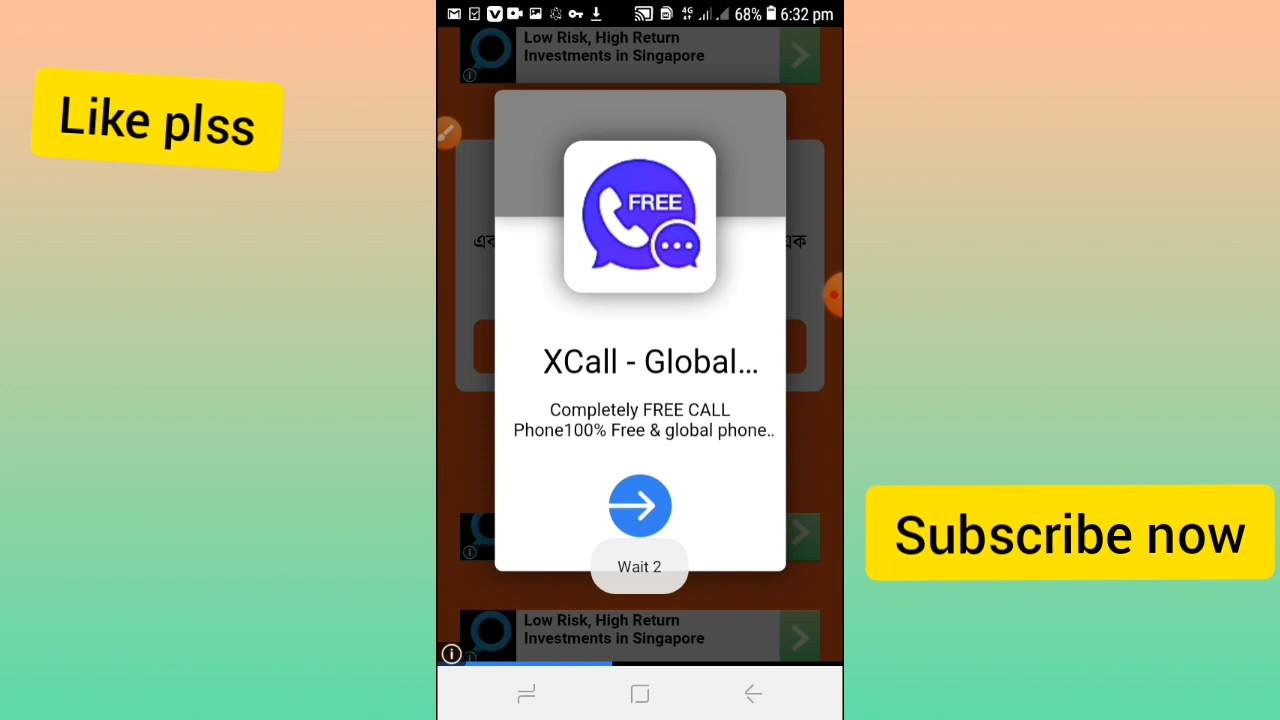 68% 6:32 pm
4G
Low Risk, High Return
Investments in Singapore
Like plss
FREE
XCall - Global...
Completely FREE CALL
Phone100% Free & global phone..
Wait 2
Subscribe now
Low Risk, High Return
Investments in Singapore